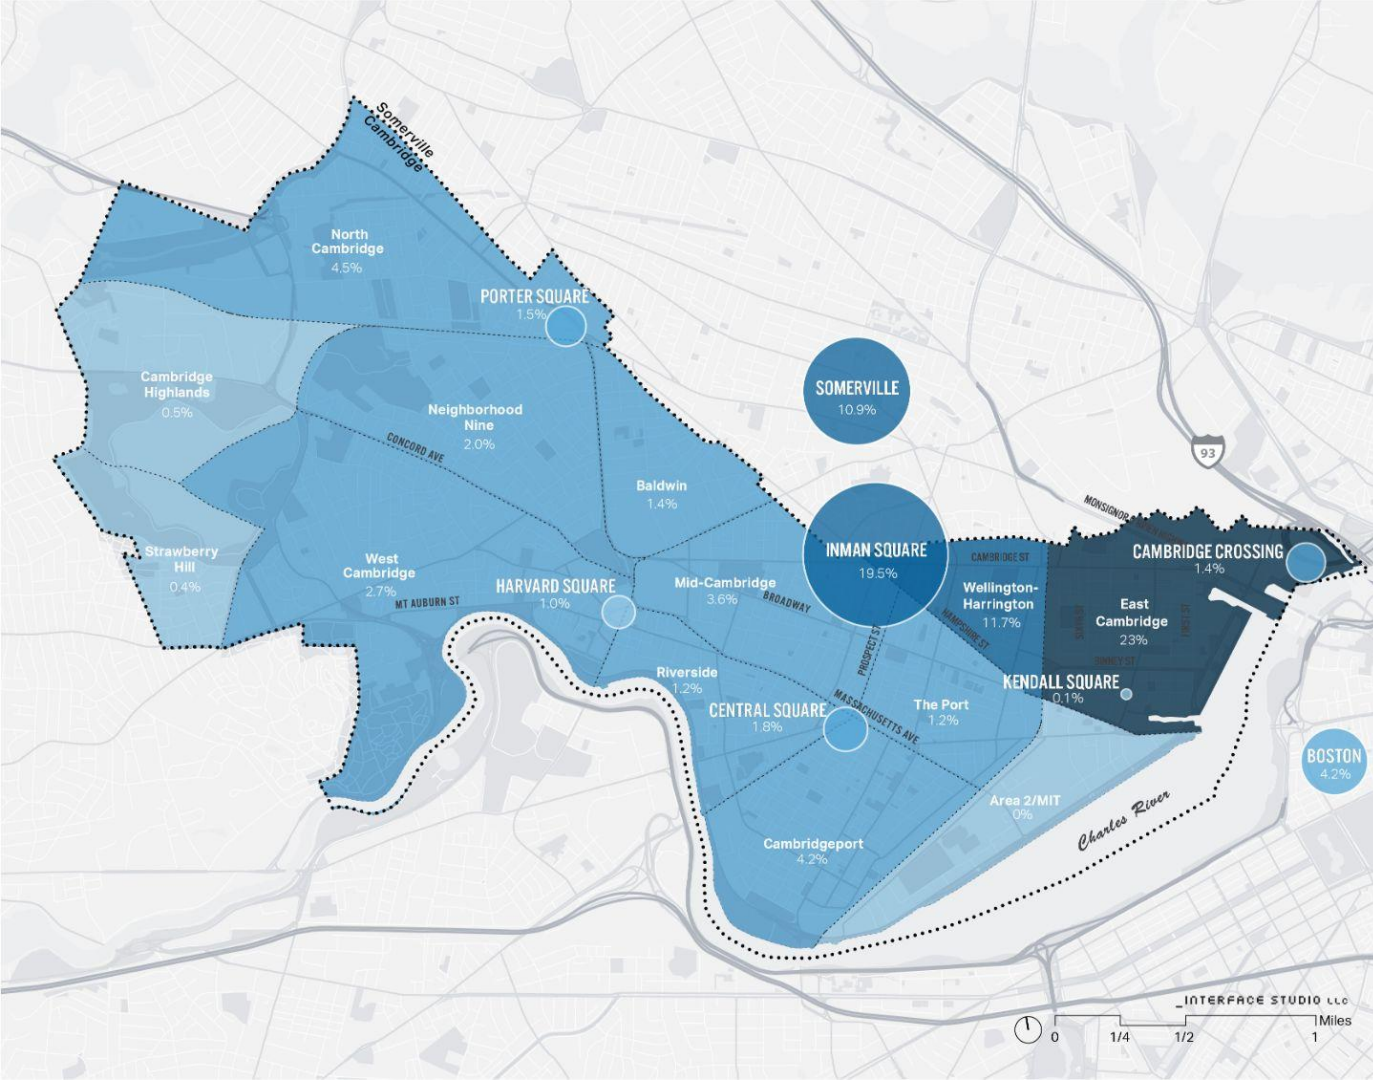 Somerville
Cambridge
North
Cambridge
4.5%
PORTER SQUARE
1.5%
Cambridge
Highlands
0.5%
Neighborhood
Nine
2.0%
CONCORD AVE
SOMERVILLE
10.9%
93
Baldwin
1.4%
MONSIGNOR
Strawberry
Hill
0.4%
West
Cambridge
2.7%
MT AUBURN ST
HARVARD SQUARE
1.0%
Mid-Cambridge
3.6%
BROADWAY
INMAN SQUARE
19.5%
CAMBRIDGE ST
Wellington-
Harrington
11.7%
HAMPSHIRE ST
PROSPECT ST
CAMBRIDGE CROSSING
1.4%
East
Cambridge
23%
FIRST ST
BINNEY ST
KENDALL SQUARE
0.1%
Riverside
1.2%
CENTRAL SQUARE
1.8%
MASSACHUSETTS AVE
The Port
1.2%
BOSTON
4.2%
Area 2/MIT
0%
Charles River
Cambridgeport
4.2%
_INTERFACE STUDIO LLC
Miles
0 1/4 1/2 1